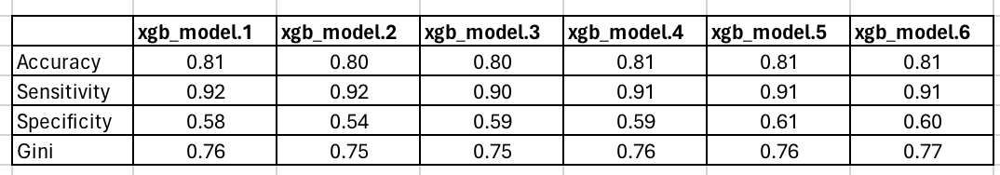 xgb_model.1 xgb_model.2 xgb_model.3 xgb_model.4 xgb_model.5 xgb_model.6
Accuracy 0.81 0.80 0.80 0.81 0.81 0.81
Sensitivity 0.92 0.92 0.90 0.91 0.91 0.91
Specificity 0.58 0.54 0.59 0.59 0.61 0.60
Gini 0.76 0.75 0.75 0.76 0.76 0.77